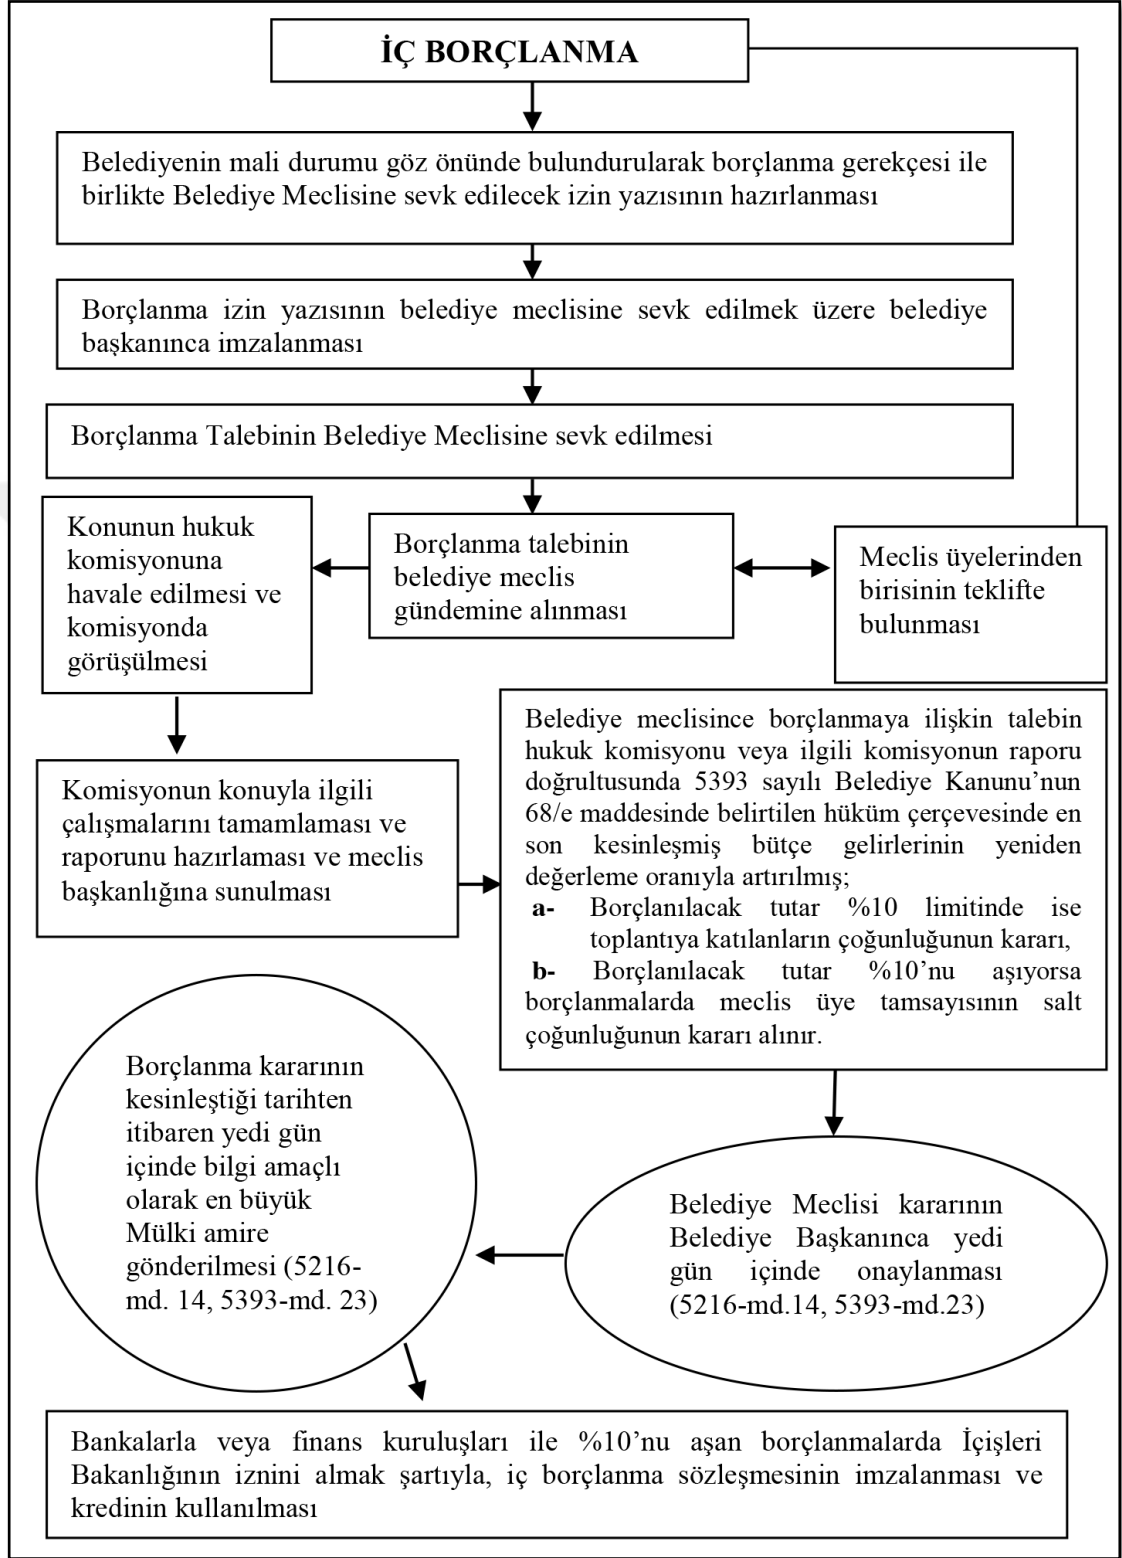 İÇ BORÇLANMA
Belediyenin mali durumu göz önünde bulundurularak borçlanma gerekçesi ile
birlikte Belediye Meclisine sevk edilecek izin yazısının hazırlanması
Borçlanma izin yazısının belediye meclisine sevk edilmek üzere belediye
başkanınca imzalanması
Borçlanma Talebinin Belediye Meclisine sevk edilmesi
Konunun hukuk
komisyonuna
havale edilmesi ve
komisyonda
görüşülmesi
Borçlanma talebinin
belediye meclis
gündemine alınması
Meclis üyelerinden
birisinin teklifte
bulunması
Komisyonun konuyla ilgili
çalışmalarını tamamlaması ve
raporunu hazırlaması ve meclis
başkanlığına sunulması
Belediye meclisince borçlanmaya ilişkin talebin
hukuk komisyonu veya ilgili komisyonun raporu
doğrultusunda 5393 sayılı Belediye Kanunu’nun
68/e maddesinde belirtilen hüküm çerçevesinde en
son kesinleşmiş bütçe gelirlerinin yeniden
değerleme oranıyla artırılmış;
a- Borçlanılacak tutar %10 limitinde ise
toplantıya katılanların çoğunluğunun kararı,
b- Borçlanılacak tutar %10’nu aşıyorsa
borçlanmalarda meclis üye tamsayısının salt
çoğunluğunun kararı alınır.
Belediye Meclisi kararının
Belediye Başkanınca yedi
gün içinde onaylanması
(5216-md.14, 5393-md.23)
Borçlanma kararının
kesinleştiği tarihten
itibaren yedi gün
içinde bilgi amaçlı
olarak en büyük
Mülki amire
gönderilmesi (5216-
md. 14, 5393-md. 23)
Bankalarla veya finans kuruluşları ile %10’nu aşan borçlanmalarda İçişleri
Bakanlığının iznini almak şartıyla, iç borçlanma sözleşmesinin imzalanması ve
kredinin kullanılması